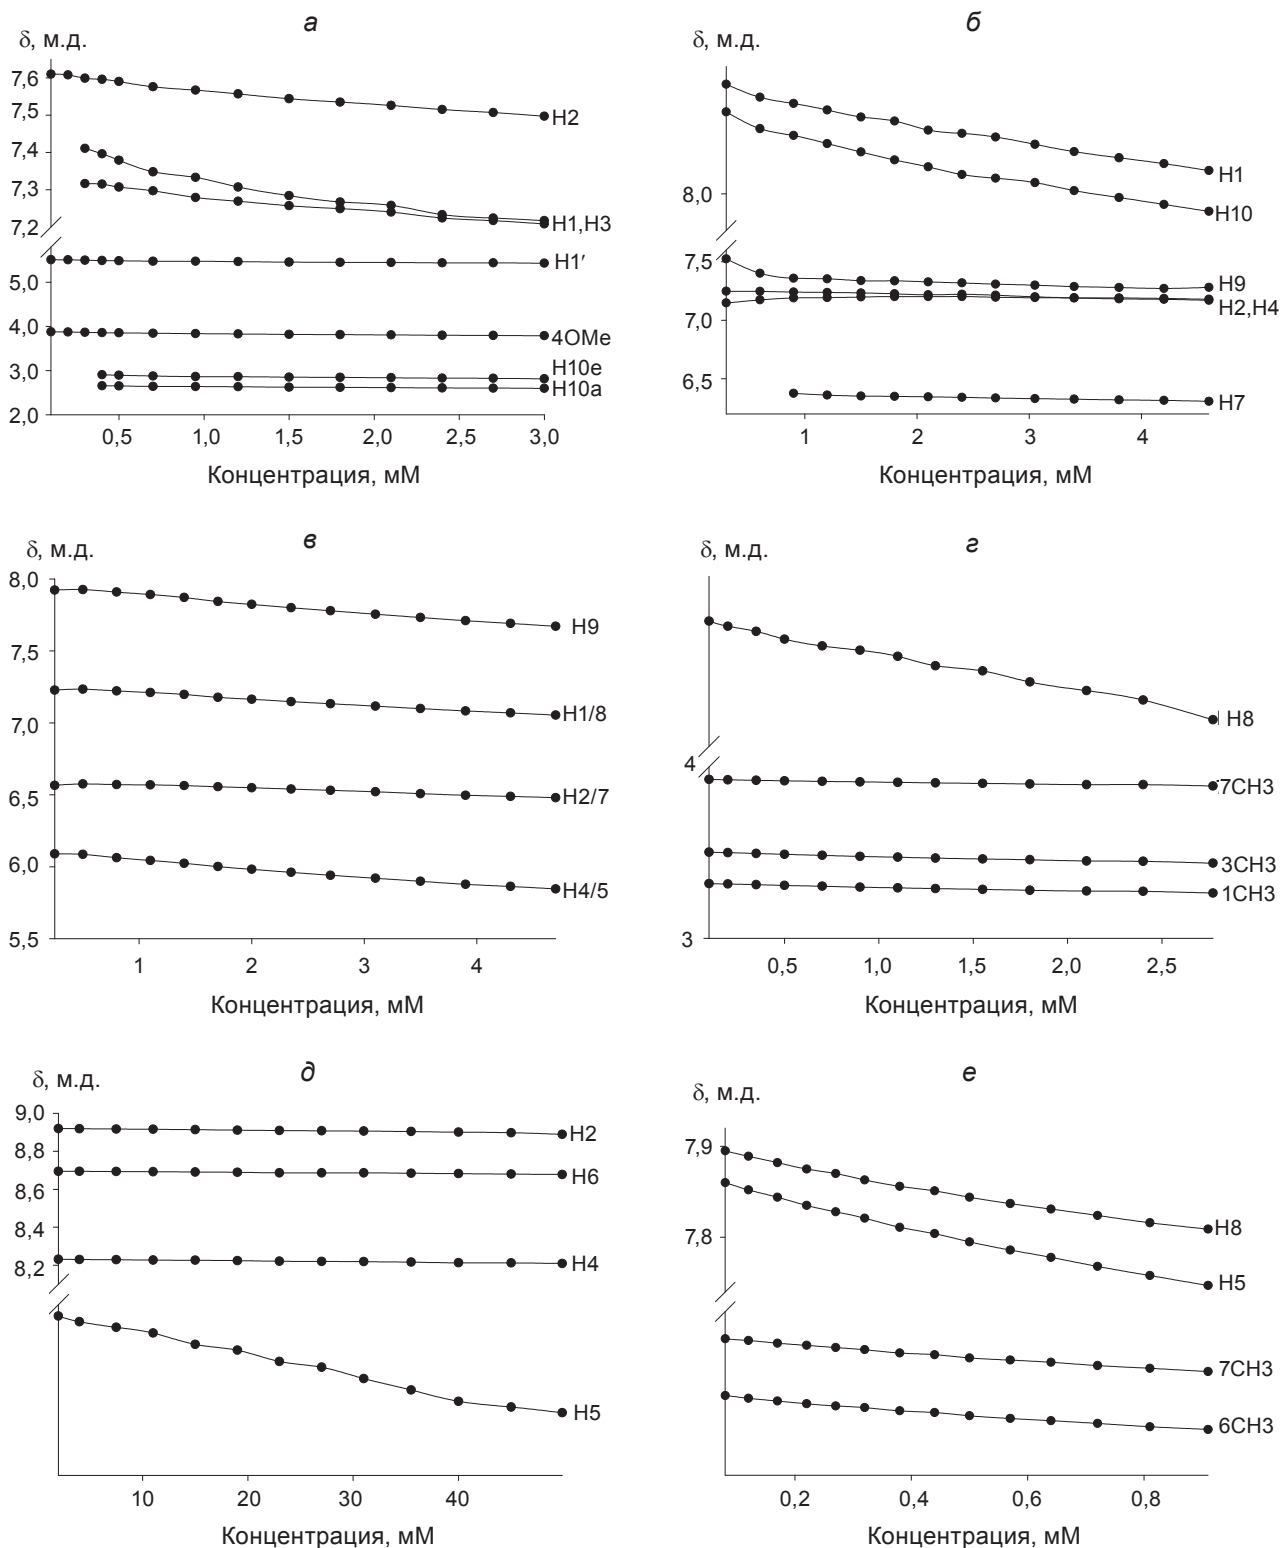 а
δ, м.д.
7,6
7,5
7,4
7,3
7,2
5,0
4,0
3,0
2,0
H2
H1,H3
H1′
4OMe
H10e
H10a
0,5
1,0
1,5
2,0
2,5
3,0
Концентрация, мМ
б
δ, м.д.
8,0
7,5
7,0
6,5
H1
H10
H9
H2,H4
H7
1
2
3
4
Концентрация, мМ
в
δ, м.д.
8,0
7,5
7,0
6,5
6,0
5,5
H9
H1/8
H2/7
H4/5
1
2
3
4
Концентрация, мМ
г
δ, м.д.
4
3
H8
7CH3
3CH3
1CH3
0,5
1,0
1,5
2,0
2,5
Концентрация, мМ
д
δ, м.д.
9,0
8,8
8,6
8,4
8,2
H2
H6
H4
H5
10
20
30
40
Концентрация, мМ
е
δ, м.д.
7,9
7,8
H8
H5
7CH3
6CH3
0,2
0,4
0,6
0,8
Концентрация, мМ